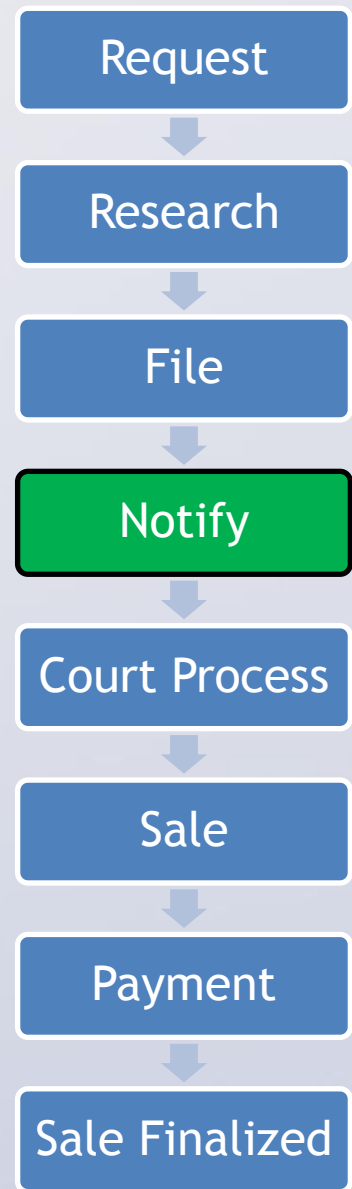 Request
Research
File
Notify
Court Process
Sale
Payment
Sale Finalized